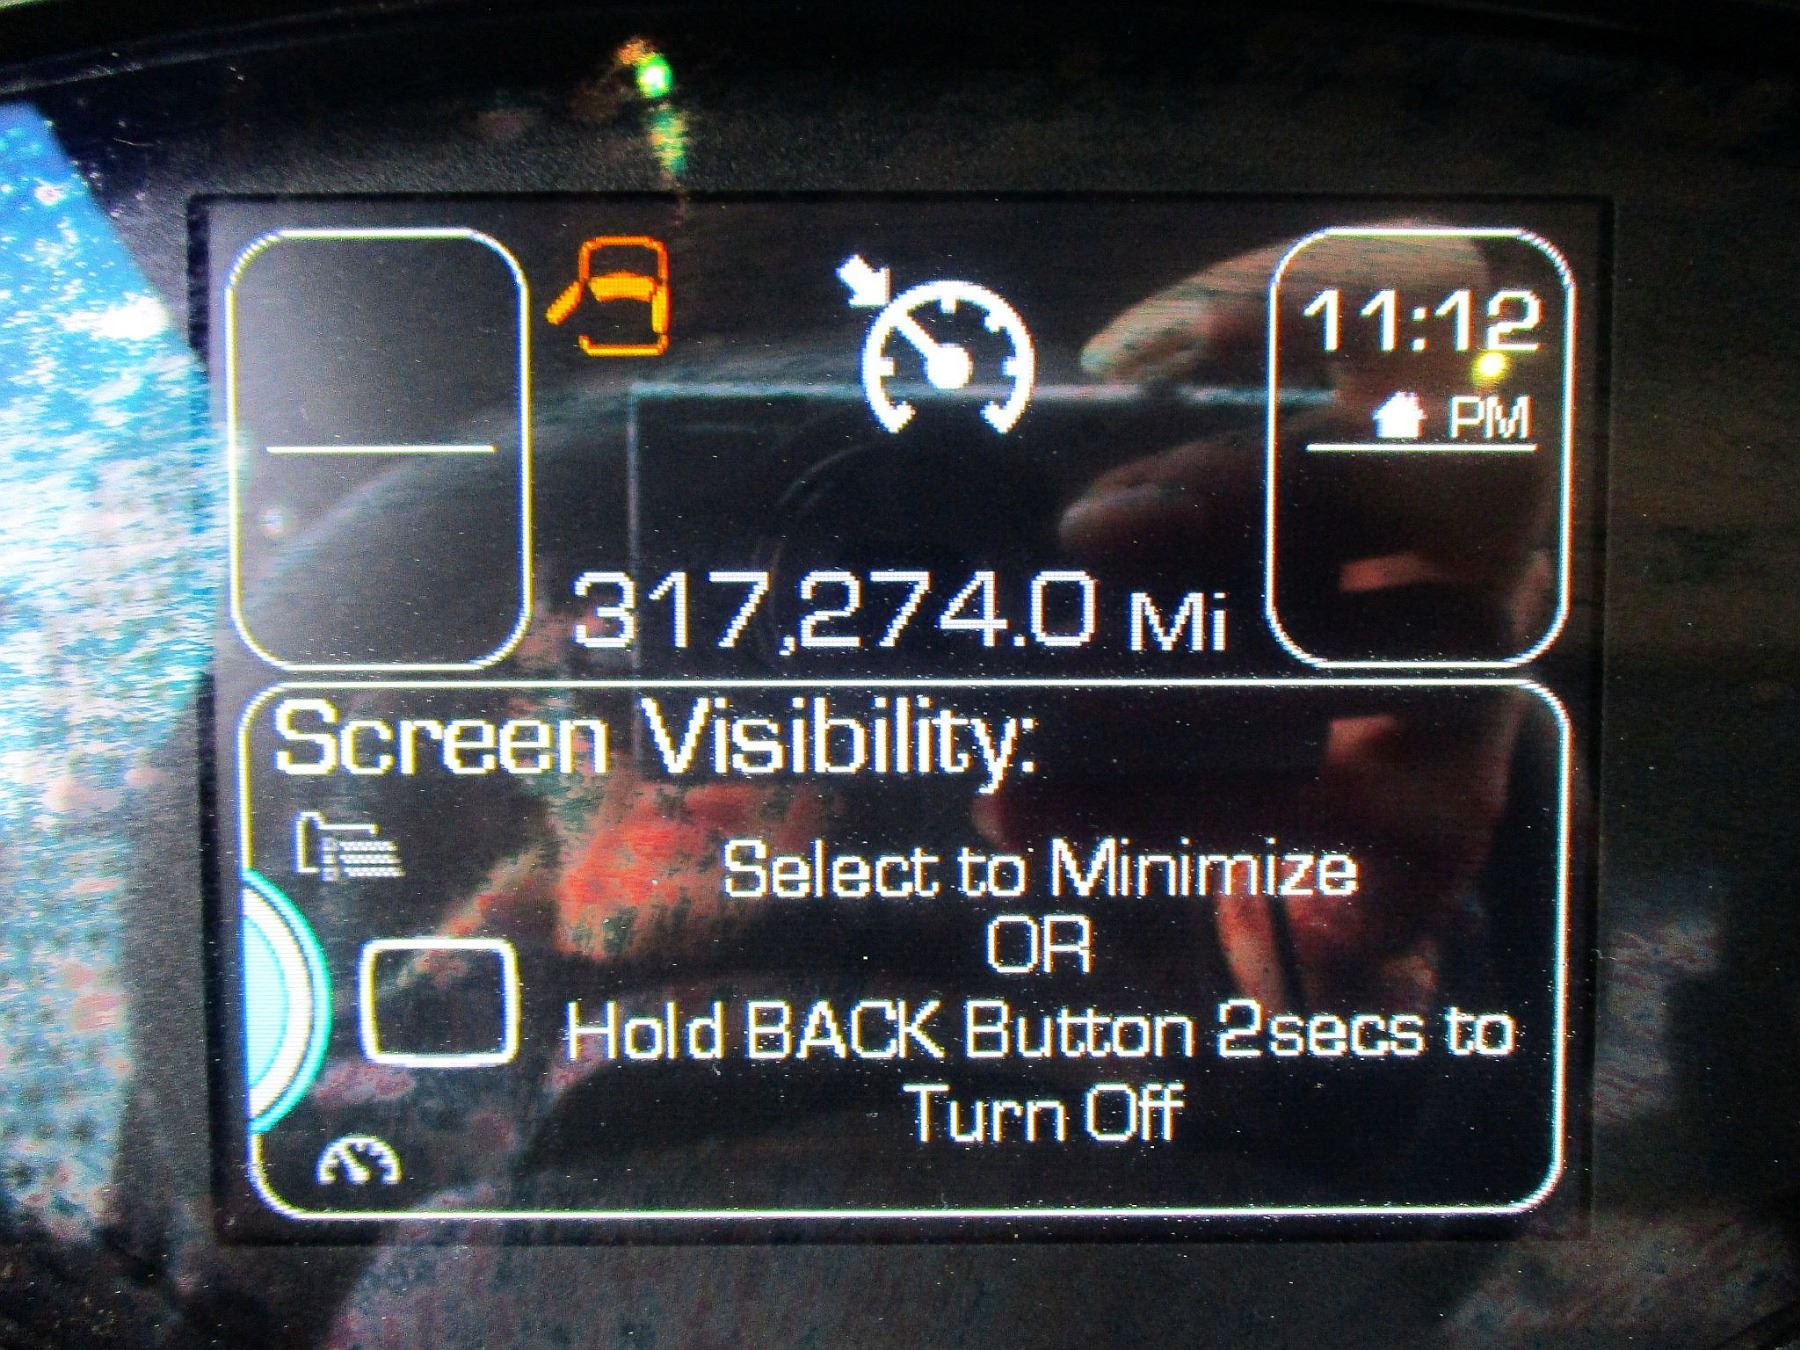 11:12
PM
317,274.0 Mi
Screen Visibility:
Select to Minimize
OR
Hold BACK Button 2secs to
Turn Off